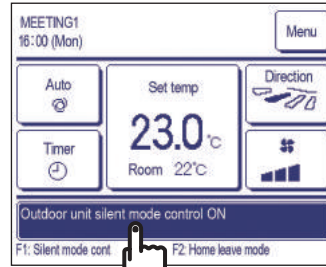 MEETING1
16:00 (Mon)
Menu
Auto
Set temp
Direction
23.0 °C
Timer
Room 22°C
Outdoor unit silent mode control ON
F1: Silent mode cont
F2: Home leave mode